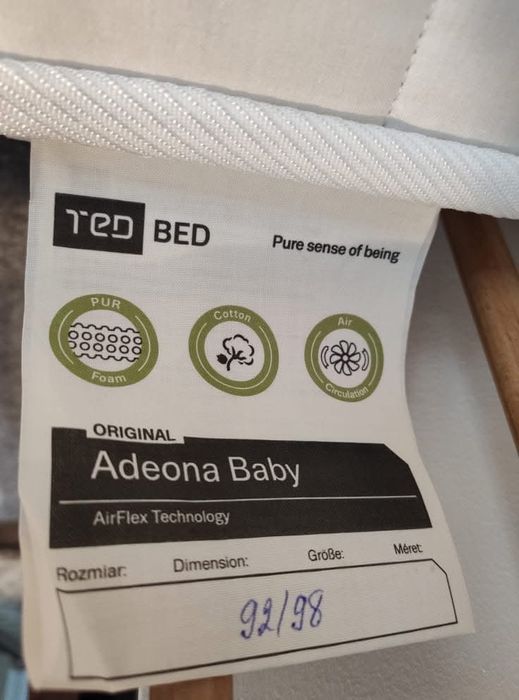 TED BED
Pure sense of being
PUR
Foam
Cotton
Air
Circulation
ORIGINAL
Adeona Baby
AirFlex Technology
Rozmiar: Dimension: Größe: Méret:
92/98